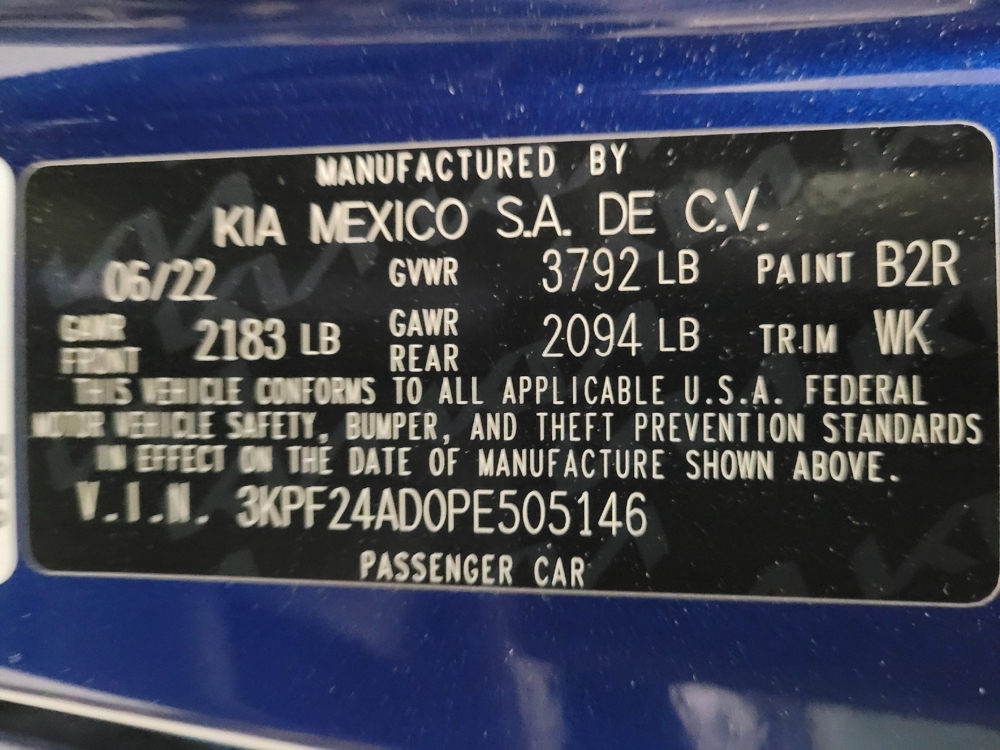 MANUFACTURED BY
KIA MEXICO S.A. DE C.V.
06/22 GVWR 3792 LB PAINT B2R
GAWR FRONT 2183 LB GAWR REAR 2094 LB TRIM WK
THIS VEHICLE CONFORMS TO ALL APPLICABLE U.S.A. FEDERAL
MOTOR VEHICLE SAFETY, BUMPER, AND THEFT PREVENTION STANDARDS
IN EFFECT ON THE DATE OF MANUFACTURE SHOWN ABOVE.
V.I.N. 3KPF24AD0PE505146
PASSENGER CAR